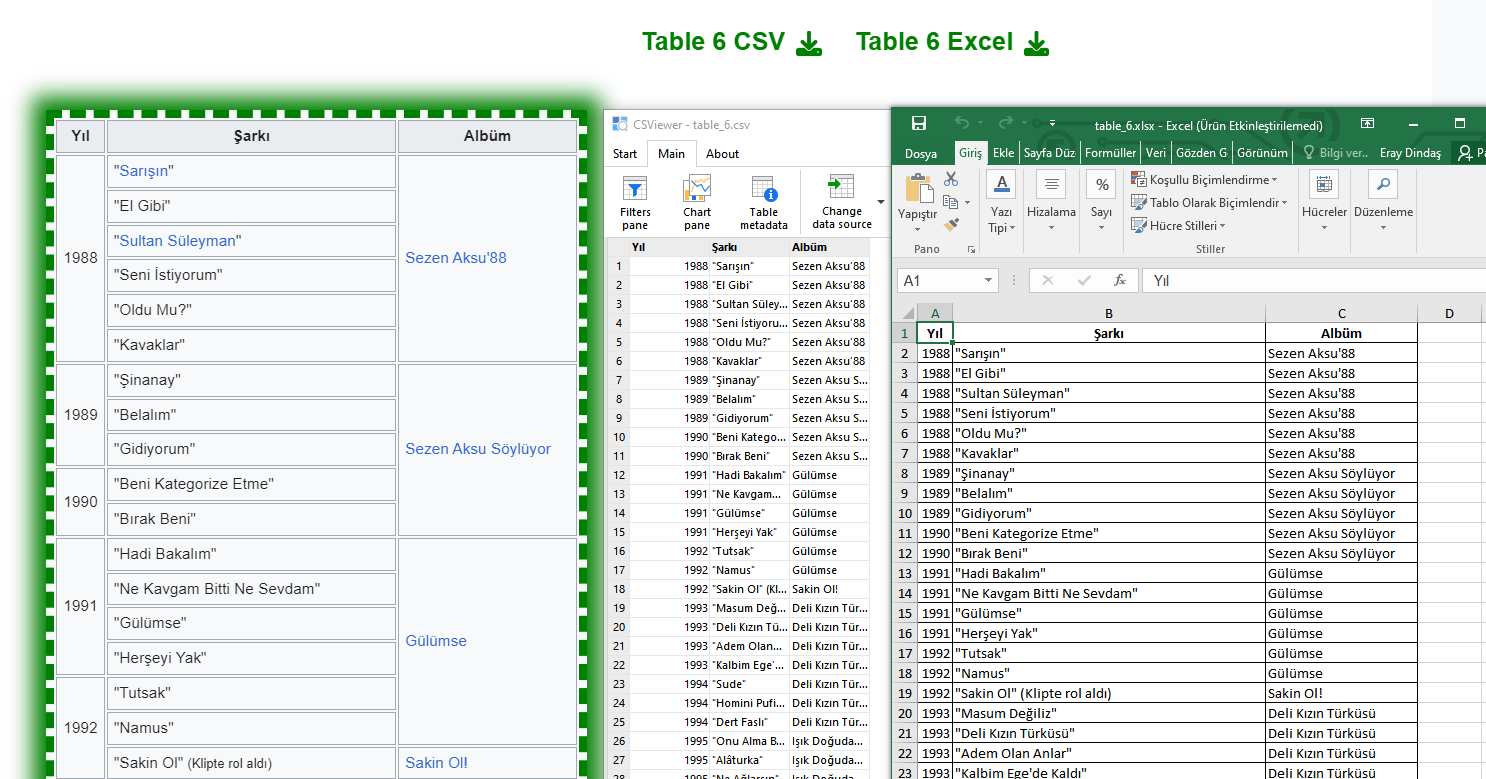 Table 6 CSV Table 6 Excel
Yıl Şarkı Albüm
1988 "Sarışın" Sezen Aksu'88
"El Gibi"
"Sultan Süleyman"
"Seni İstiyorum"
"Oldu Mu?"
"Kavaklar"
1989 "Şinanay" Sezen Aksu Söylüyor
"Belalım"
"Gidiyorum"
1990 "Beni Kategorize Etme"
"Bırak Beni"
1991 "Hadi Bakalım" Gülümse
"Ne Kavgam Bitti Ne Sevdam"
"Gülümse"
"Herşeyi Yak"
1992 "Tutsak"
"Namus"
"Sakin Ol" (Klipte rol aldı) Sakin Ol!
CSViewer - table_6.csv
Start Main About
Filters pane Chart pane Table metadata Change data source
Yıl Şarkı Albüm
1 1988 "Sarışın" Sezen Aksu'88
2 1988 "El Gibi" Sezen Aksu'88
3 1988 "Sultan Süley... Sezen Aksu'88
4 1988 "Seni İstiyoru... Sezen Aksu'88
5 1988 "Oldu Mu?" Sezen Aksu'88
6 1988 "Kavaklar" Sezen Aksu'88
7 1989 "Şinanay" Sezen Aksu S...
8 1989 "Belalım" Sezen Aksu S...
9 1989 "Gidiyorum" Sezen Aksu S...
10 1990 "Beni Katego... Sezen Aksu S...
11 1990 "Bırak Beni" Sezen Aksu S...
12 1991 "Hadi Bakalım" Gülümse
13 1991 "Ne Kavgam... Gülümse
14 1991 "Gülümse" Gülümse
15 1991 "Herşeyi Yak" Gülümse
16 1992 "Tutsak" Gülümse
17 1992 "Namus" Gülümse
18 1992 "Sakin Ol" (Kl... Sakin Ol!
19 1993 "Masum Değ... Deli Kızın Tür...
20 1993 "Deli Kızın Tü... Deli Kızın Tür...
21 1993 "Adem Olan... Deli Kızın Tür...
22 1993 "Kalbim Ege'... Deli Kızın Tür...
23 1994 "Sude" Deli Kızın Tür...
24 1994 "Homini Pufi... Deli Kızın Tür...
25 1994 "Dert Faslı" Deli Kızın Tür...
26 1995 "Onu Alma B... Işık Doğuda...
27 1995 "Alâturka" Işık Doğuda...
28 1995 "Ne Ağlarsın" Işık Doğuda...
table_6.xlsx - Excel (Ürün Etkinleştirilemedi)
Dosya Giriş Ekle Sayfa Düz Formüller Veri Gözden G Görünüm Bilgi ver.. Eray Dindaş Pa
Yapıştır Yazı Tipi Hizalama Sayı Koşullu Biçimlendirme Hücreler Düzenleme
Tablo Olarak Biçimlendir
Hücre Stilleri
Pano Stiller
A1 fx Yıl
A B C D
1 Yıl Şarkı Albüm
2 1988 "Sarışın" Sezen Aksu'88
3 1988 "El Gibi" Sezen Aksu'88
4 1988 "Sultan Süleyman" Sezen Aksu'88
5 1988 "Seni İstiyorum" Sezen Aksu'88
6 1988 "Oldu Mu?" Sezen Aksu'88
7 1988 "Kavaklar" Sezen Aksu'88
8 1989 "Şinanay" Sezen Aksu Söylüyor
9 1989 "Belalım" Sezen Aksu Söylüyor
10 1989 "Gidiyorum" Sezen Aksu Söylüyor
11 1990 "Beni Kategorize Etme" Sezen Aksu Söylüyor
12 1990 "Bırak Beni" Sezen Aksu Söylüyor
13 1991 "Hadi Bakalım" Gülümse
14 1991 "Ne Kavgam Bitti Ne Sevdam" Gülümse
15 1991 "Gülümse" Gülümse
16 1991 "Herşeyi Yak" Gülümse
17 1992 "Tutsak" Gülümse
18 1992 "Namus" Gülümse
19 1992 "Sakin Ol" (Klipte rol aldı) Sakin Ol!
20 1993 "Masum Değiliz" Deli Kızın Türküsü
21 1993 "Deli Kızın Türküsü" Deli Kızın Türküsü
22 1993 "Adem Olan Anlar" Deli Kızın Türküsü
23 1993 "Kalbim Ege'de Kaldı" Deli Kızın Türküsü